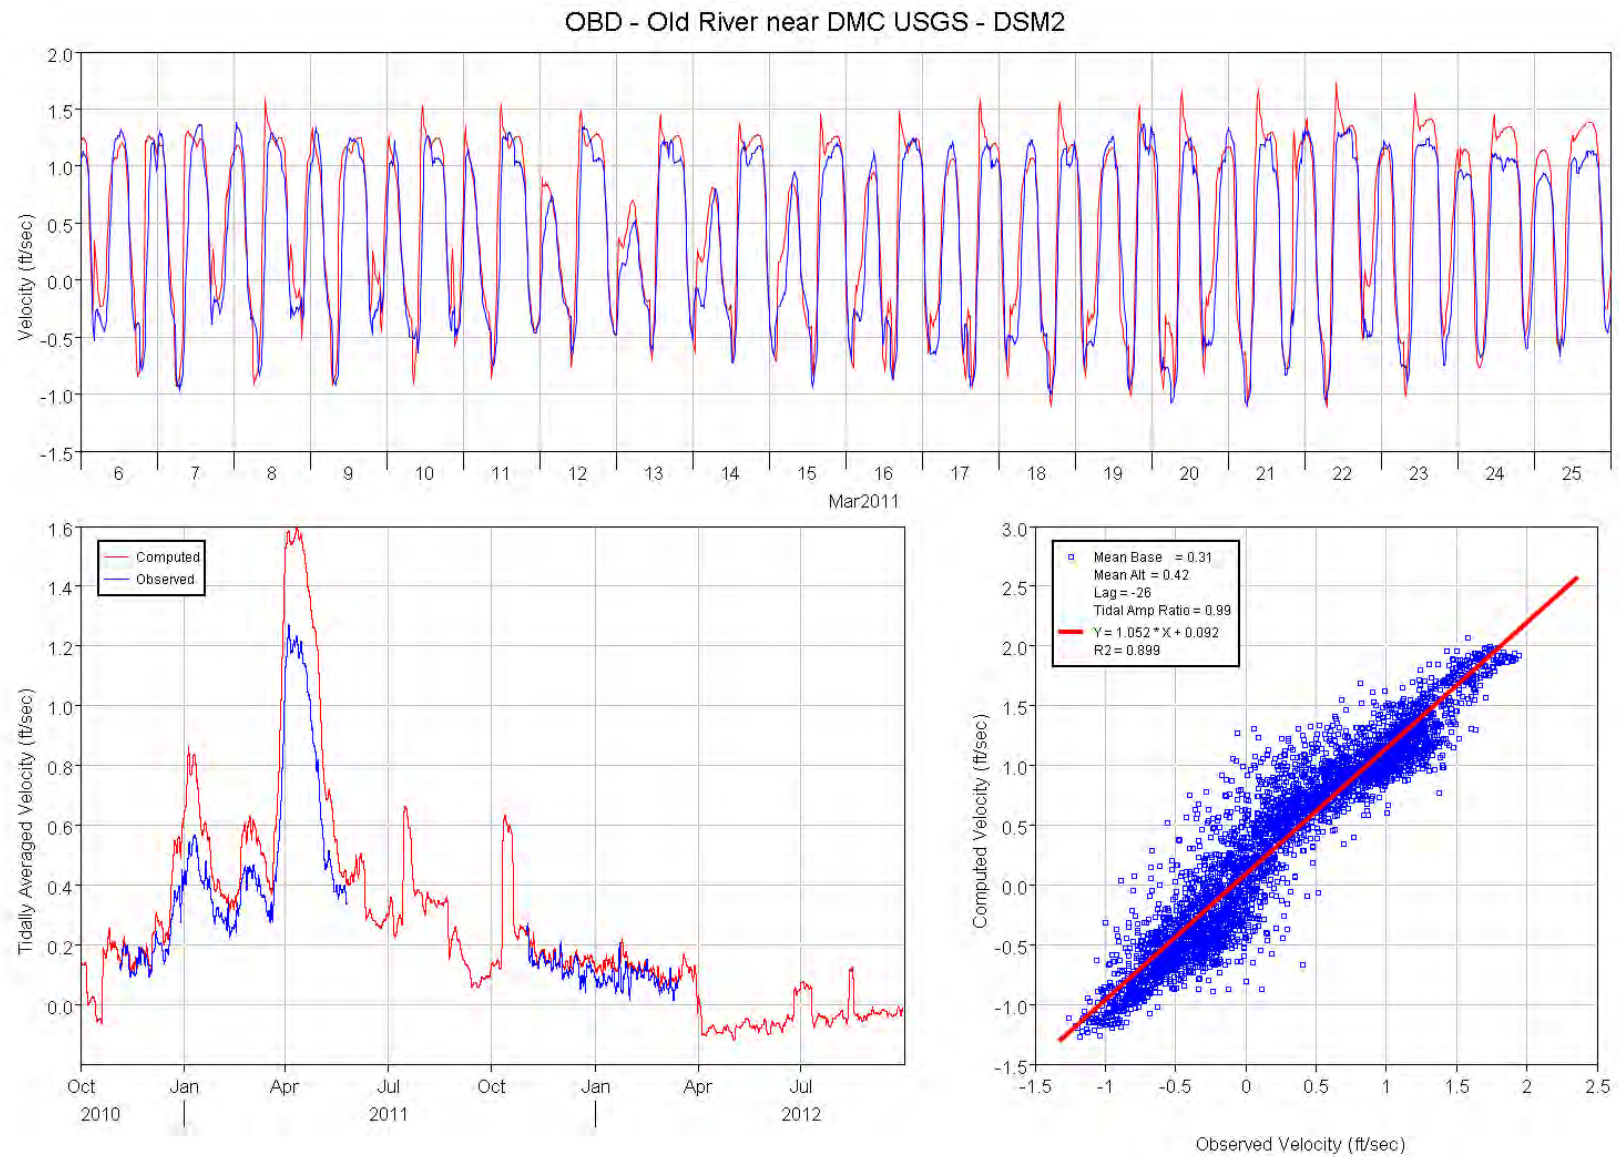 OBD - Old River near DMC USGS - DSM2
2.0
1.5
1.0
0.5
0.0
-0.5
-1.0
-1.5
Velocity (ft/sec)
6 7 8 9 10 11 12 13 14 15 16 17 18 19 20 21 22 23 24 25
Mar2011
1.6
1.4
1.2
1.0
0.8
0.6
0.4
0.2
0.0
Tidally Averaged Velocity (ft/sec)
Computed
Observed
Oct Jan Apr Jul Oct Jan Apr Jul
2010 2011 2012
3.0
2.5
2.0
1.5
1.0
0.5
0.0
-0.5
-1.0
-1.5
Computed Velocity (ft/sec)
Mean Base = 0.31
Mean Alt = 0.42
Lag = -26
Tidal Amp Ratio = 0.99
Y = 1.052 * X + 0.092
R2 = 0.899
-1.5 -1 -0.5 0 0.5 1 1.5 2 2.5
Observed Velocity (ft/sec)